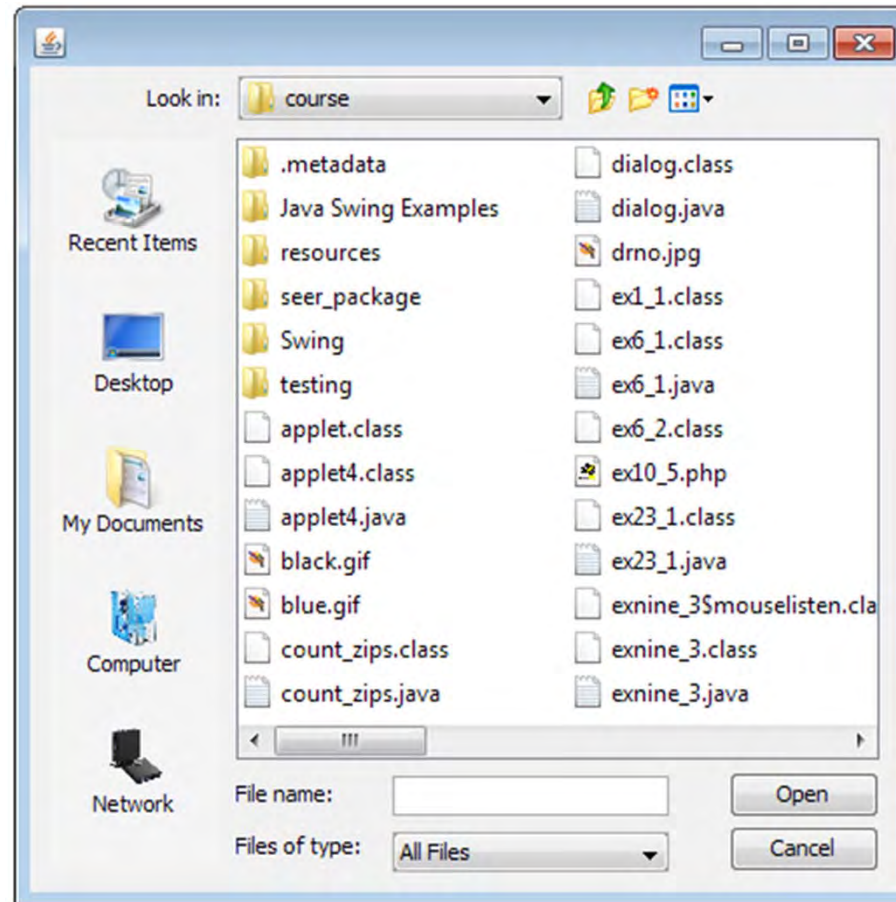 Look in:
course
Recent Items
Desktop
My Documents
Computer
Network
.metadata
Java Swing Examples
resources
seer_package
Swing
testing
applet.class
applet4.class
applet4.java
black.gif
blue.gif
count_zips.class
count_zips.java
dialog.class
dialog.java
drno.jpg
ex1_1.class
ex6_1.class
ex6_1.java
ex6_2.class
ex10_5.php
ex23_1.class
ex23_1.java
exnine_3$mouselisten.cla
exnine_3.class
exnine_3.java
File name:
Open
Files of type:
All Files
Cancel